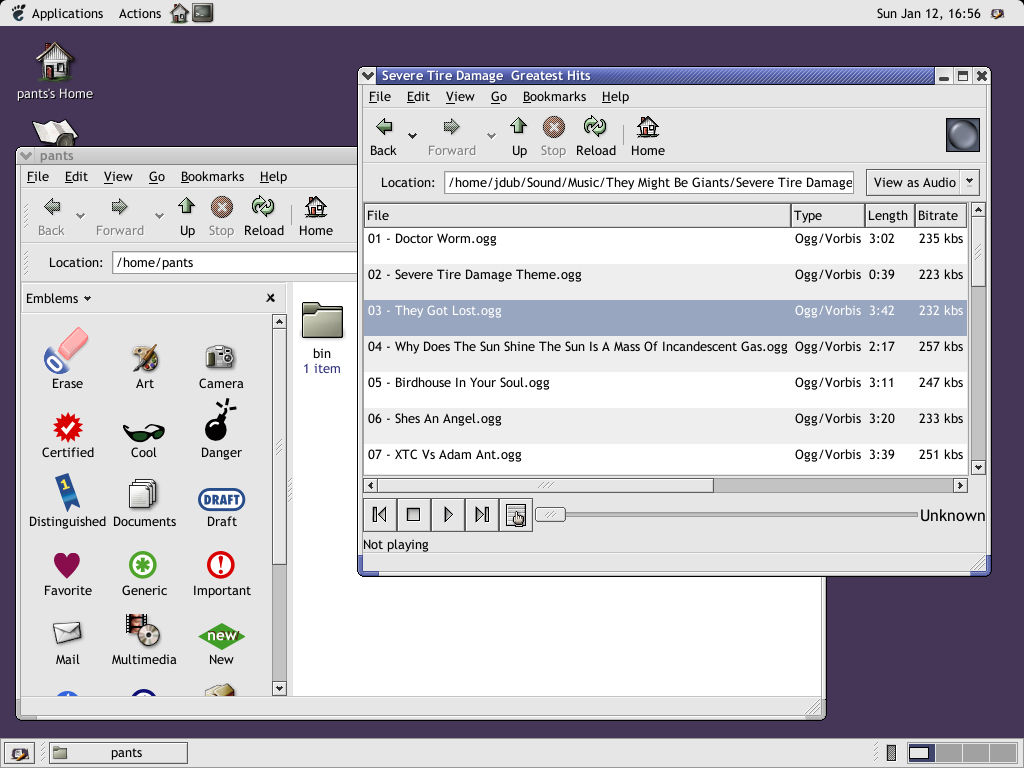 Applications Actions Sun Jan 12, 16:56
pants's Home
Severe Tire Damage  Greatest Hits
File Edit View Go Bookmarks Help
Back Forward Up Stop Reload Home
Location: /home/jdub/Sound/Music/They Might Be Giants/Severe Tire Damage View as Audio
File Type Length Bitrate
01 - Doctor Worm.ogg Ogg/Vorbis 3:02 235 kbs
02 - Severe Tire Damage Theme.ogg Ogg/Vorbis 0:39 223 kbs
03 - They Got Lost.ogg Ogg/Vorbis 3:42 232 kbs
04 - Why Does The Sun Shine The Sun Is A Mass Of Incandescent Gas.ogg Ogg/Vorbis 2:17 257 kbs
05 - Birdhouse In Your Soul.ogg Ogg/Vorbis 3:11 247 kbs
06 - Shes An Angel.ogg Ogg/Vorbis 3:20 233 kbs
07 - XTC Vs Adam Ant.ogg Ogg/Vorbis 3:39 251 kbs
Unknown
Not playing
pants
File Edit View Go Bookmarks Help
Back Forward Up Stop Reload Home
Location: /home/pants
Emblems
Erase Art Camera
Certified Cool Danger
1
DRAFT
Distinguished Documents Draft
Favorite Generic Important
new
Mail Multimedia New
bin
1 item
pants